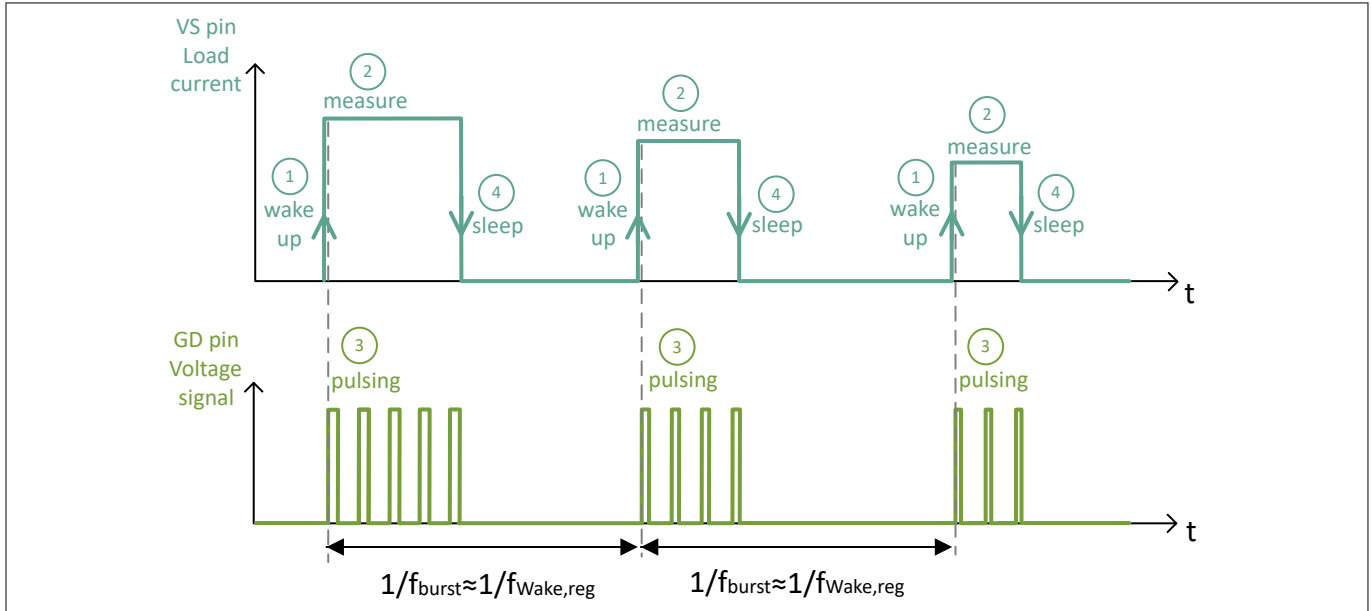 VS pin
Load
current
2
measure
1
wake
up
4
sleep
2
measure
1
wake
up
4
sleep
2
measure
1
wake
up
4
sleep
t
GD pin
Voltage
signal
3
pulsing
3
pulsing
3
pulsing
t
1/fburst≈1/fWake,reg
1/fburst≈1/fWake,reg